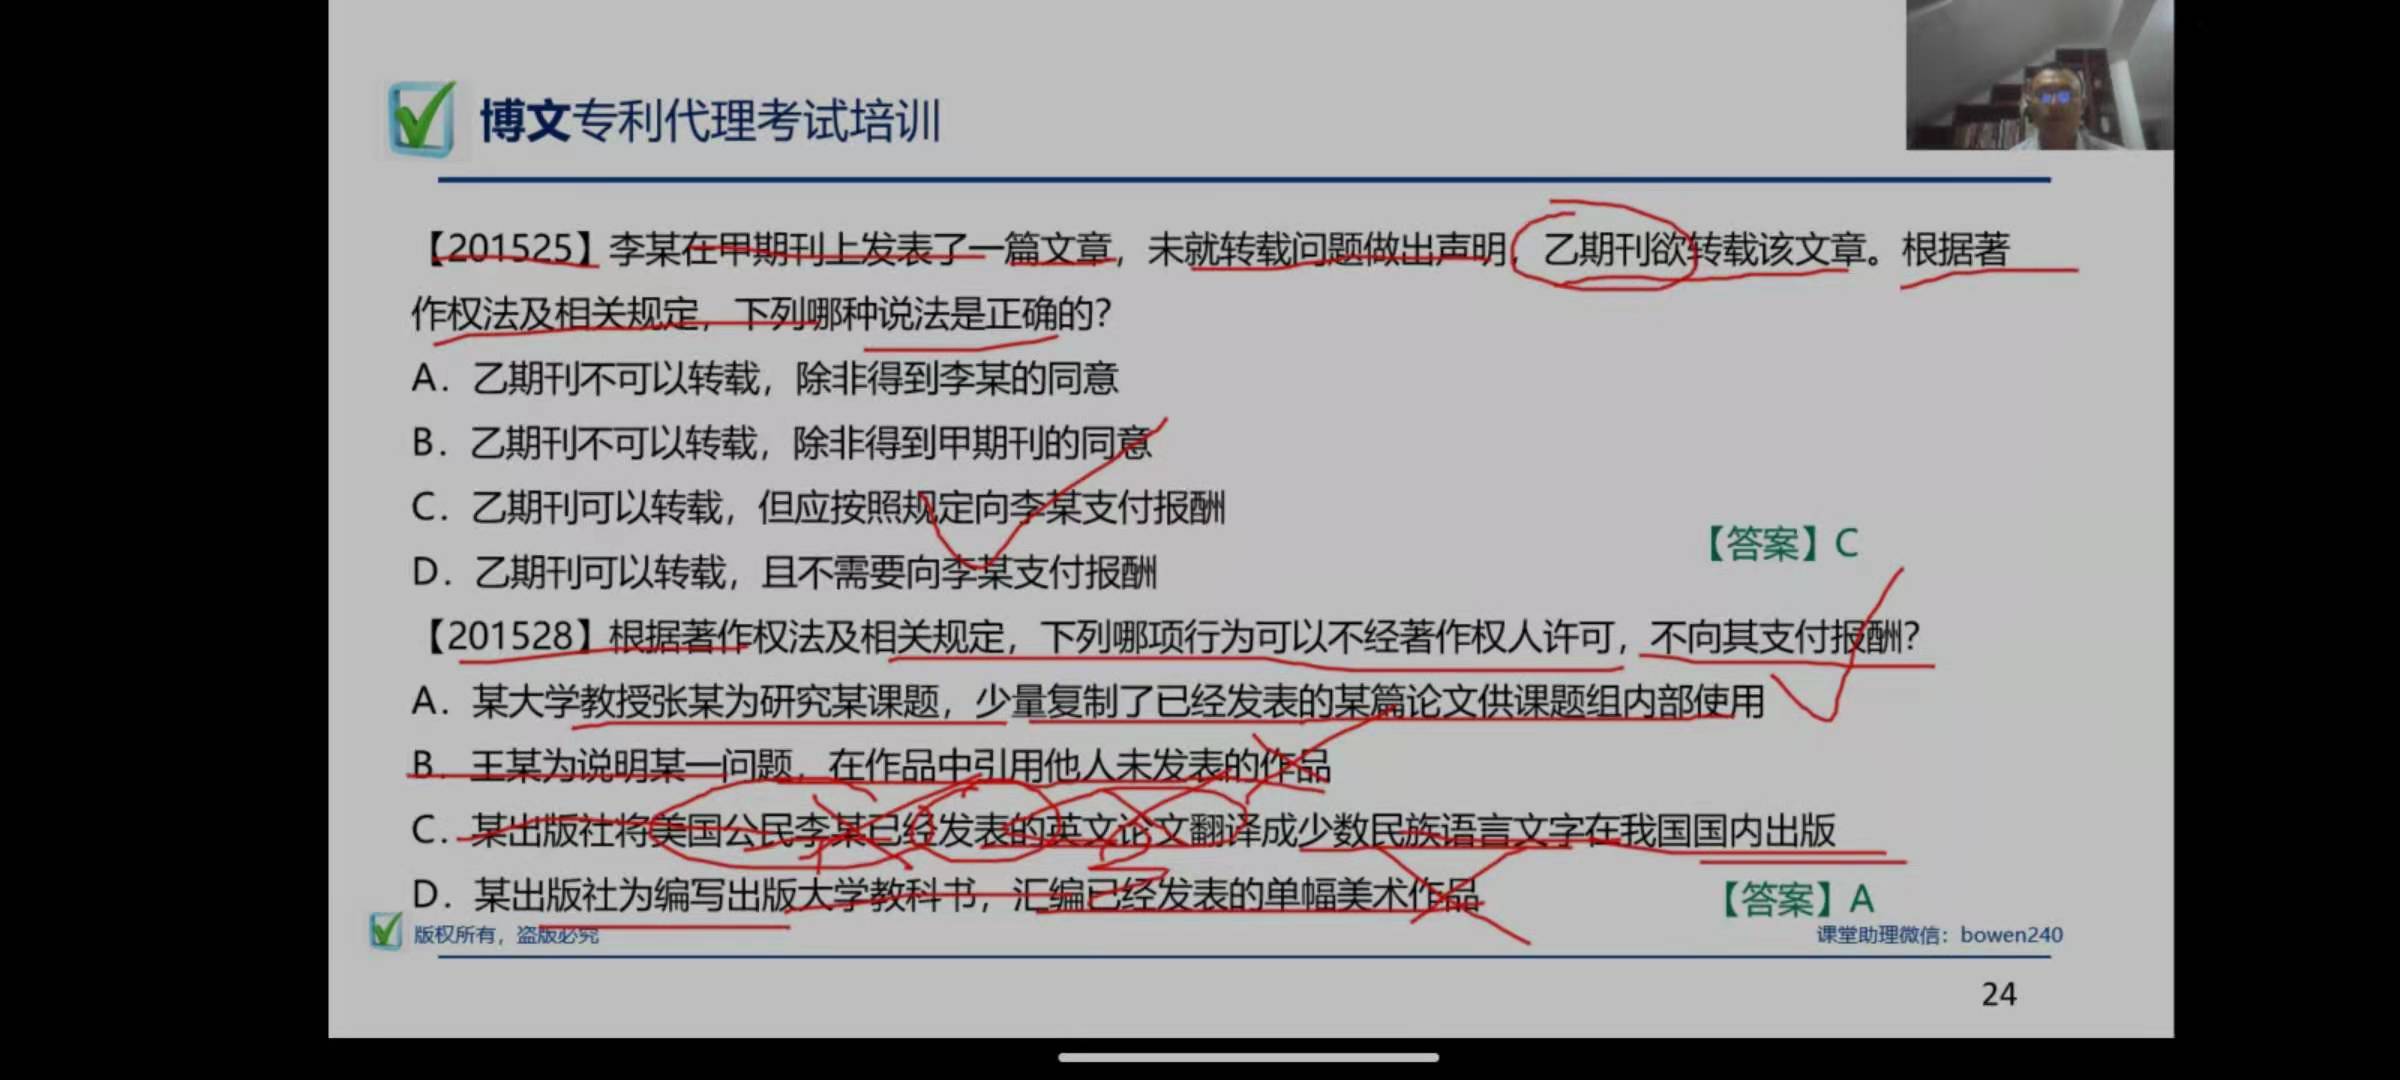 博文专利代理考试培训
【201525】李某在甲期刊上发表了一篇文章，未就转载问题做出声明，乙期刊欲转载该文章。根据著
作权法及相关规定，下列哪种说法是正确的？
A．乙期刊不可以转载，除非得到李某的同意
B．乙期刊不可以转载，除非得到甲期刊的同意
C．乙期刊可以转载，但应按照规定向李某支付报酬
【答案】C
D．乙期刊可以转载，且不需要向李某支付报酬
【201528】根据著作权法及相关规定，下列哪项行为可以不经著作权人许可，不向其支付报酬？
A．某大学教授张某为研究某课题，少量复制了已经发表的某篇论文供课题组内部使用
B．王某为说明某一问题，在作品中引用他人未发表的作品
C．某出版社将美国公民李某已经发表的英文论文翻译成少数民族语言文字在我国国内出版
D．某出版社为编写出版大学教科书，汇编已经发表的单幅美术作品
【答案】A
版权所有，盗版必究
课堂助理微信：bowen240
24